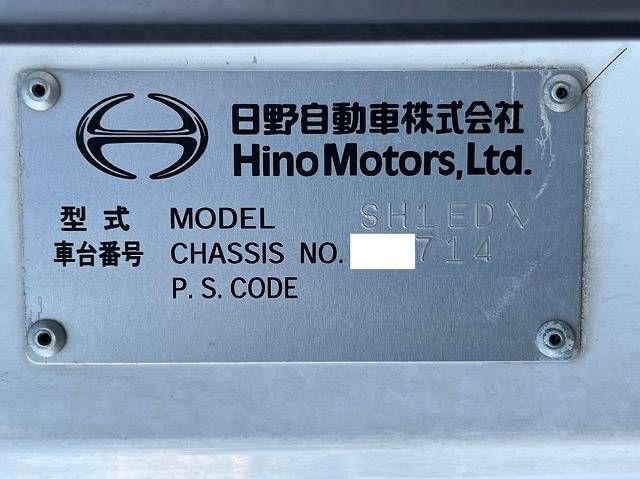 日野自動車株式会社
Hino Motors, Ltd.
型式 MODEL SH1EDX
車台番号 CHASSIS NO. 714
P. S. CODE